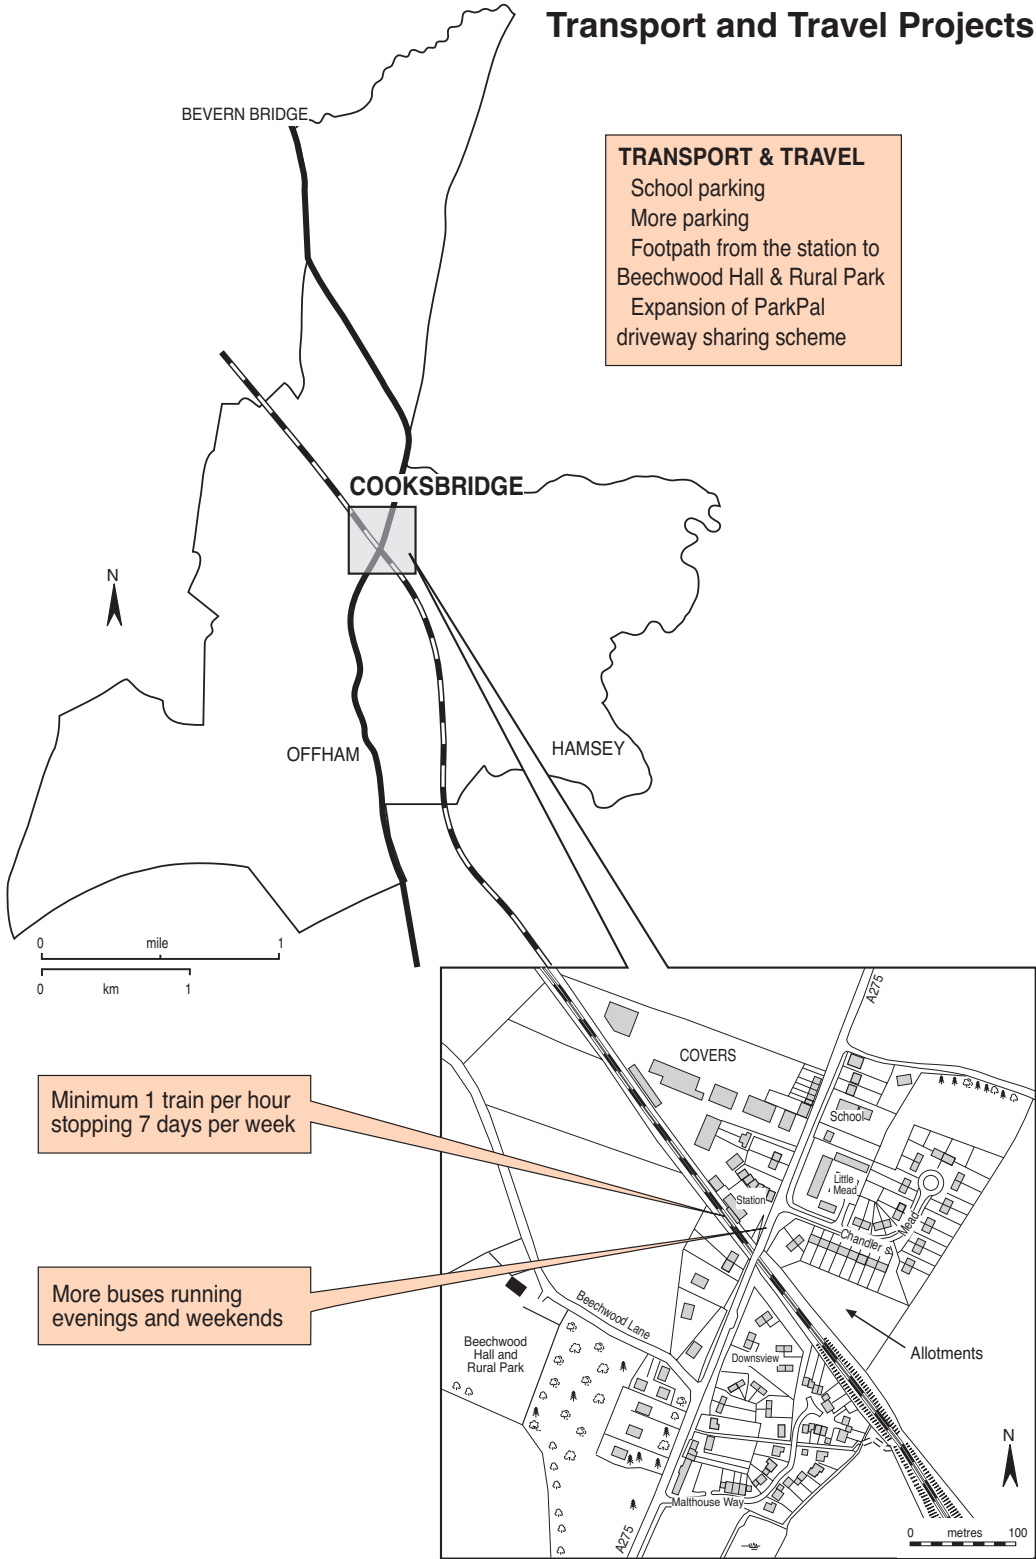 Transport and Travel Projects
BEVERN BRIDGE
TRANSPORT & TRAVEL
School parking
More parking
Footpath from the station to
Beechwood Hall & Rural Park
Expansion of ParkPal
driveway sharing scheme
COOKSBRIDGE
N
OFFHAM
HAMSEY
0 mile 1
0 km 1
A275
COVERS
Minimum 1 train per hour
stopping 7 days per week
School
Little
Mead
Station
Chandler's
Mead
More buses running
evenings and weekends
Beechwood Lane
Beechwood
Hall and
Rural Park
Allotments
Downsview
N
Malthouse Way
A275
0 metres 100